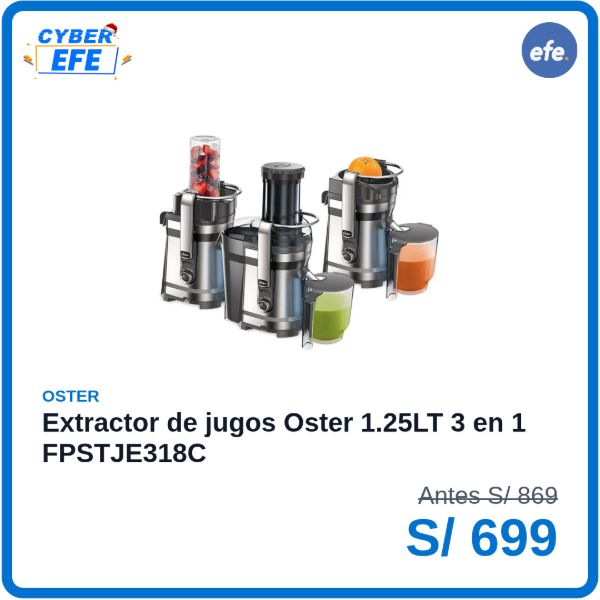 CYBER
EFE
efe.
OSTER
Extractor de jugos Oster 1.25LT 3 en 1
FPSTJE318C
Antes S/ 869
S/ 699